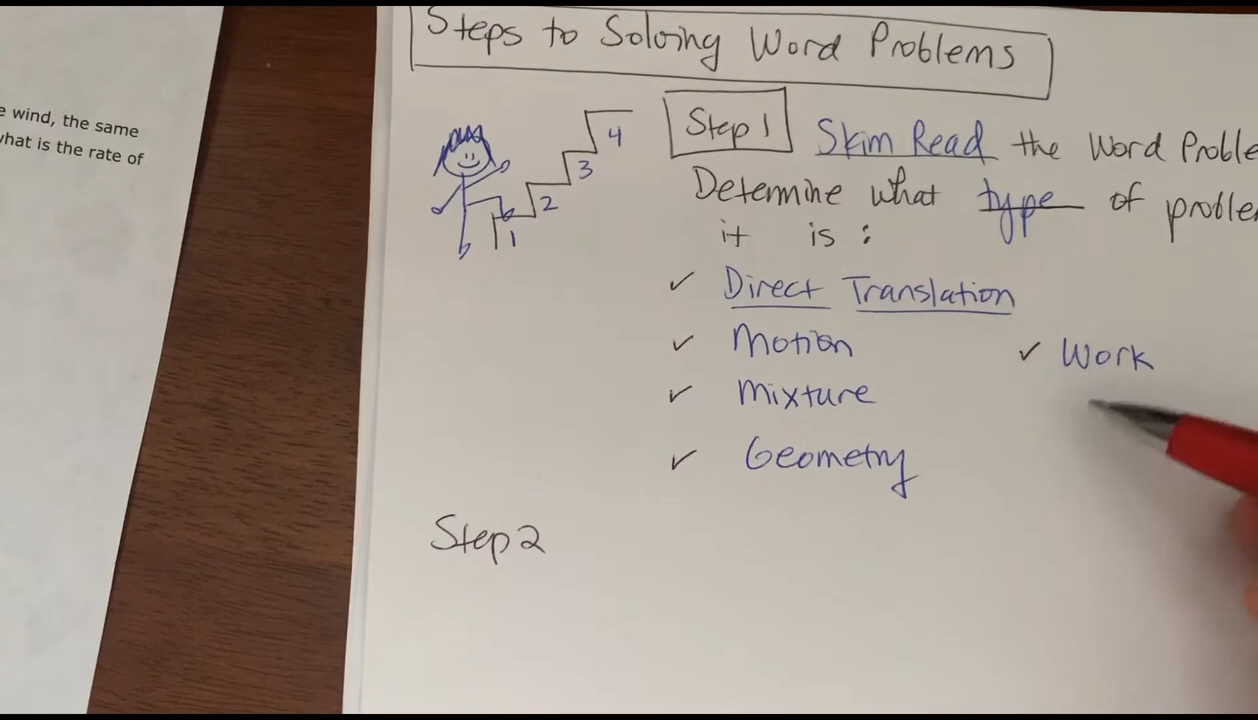 e wind, the same
what is the rate of
Steps to Solving Word Problems
1
2
3
4
Step 1 Skim Read the Word Proble
Determine what type of proble
it is :
✓ Direct Translation
✓ Motion
✓ Work
✓ Mixture
✓ Geometry
Step 2